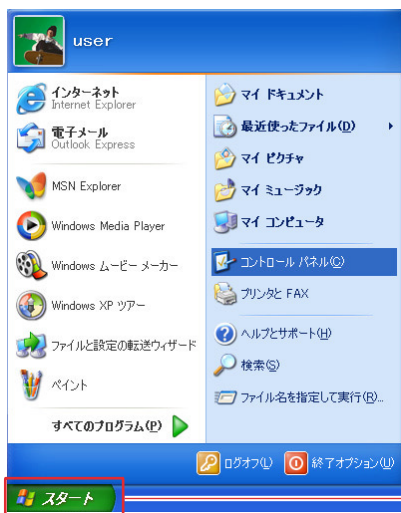 user
インターネット
Internet Explorer
電子メール
Outlook Express
MSN Explorer
Windows Media Player
Windows ムービー メーカー
Windows XP ツアー
ファイルと設定の転送ウィザード
ペイント
すべてのプログラム(P)
マイ ドキュメント
最近使ったファイル(D)
マイ ピクチャ
マイ ミュージック
マイ コンピュータ
コントロール パネル(C)
プリンタと FAX
ヘルプとサポート(H)
検索(S)
ファイル名を指定して実行(R)...
ログオフ(L)
終了オプション(U)
スタート